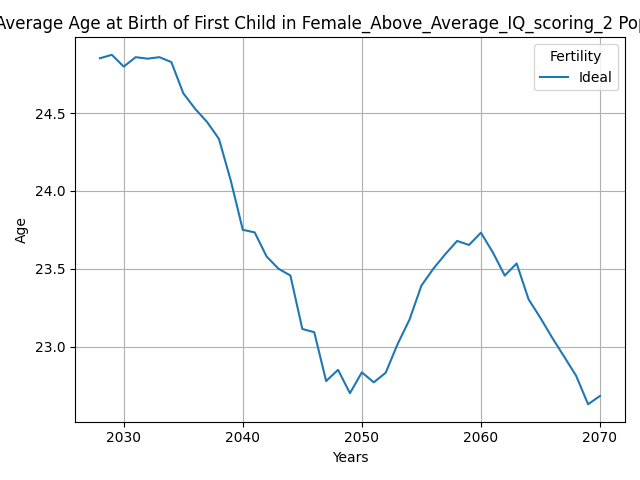 Average Age at Birth of First Child in Female_Above_Average_IQ_scoring_2
Fertility
Ideal
24.5
24.0
23.5
23.0
Age
2030 2040 2050 2060 2070
Years